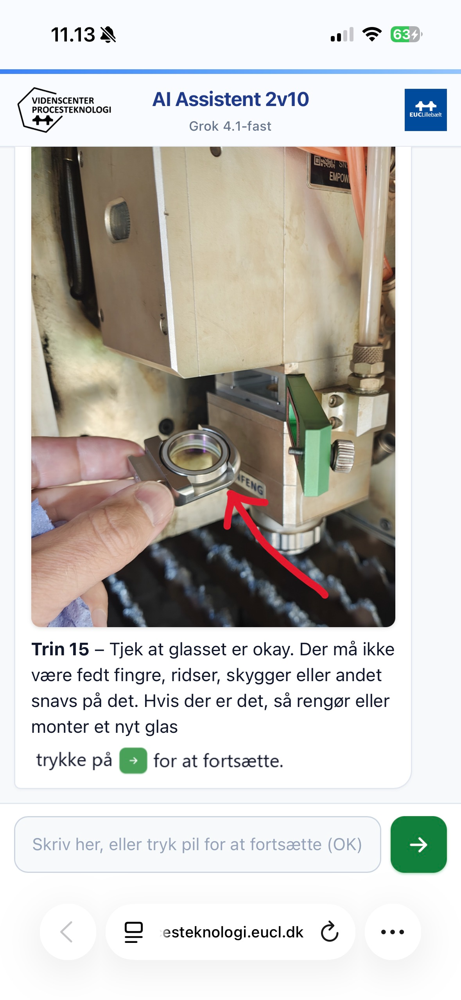 11.13
63
VIDENSCENTER
PROCESTEKNOLOGI
AI Assistent 2v10
Grok 4.1-fast
EUCLillebælt
SN.
EMPOW
FENG
Trin 15 – Tjek at glasset er okay. Der må ikke
være fedt fingre, ridser, skygger eller andet
snavs på det. Hvis der er det, så rengør eller
monter et nyt glas
trykke på → for at fortsætte.
Skriv her, eller tryk pil for at fortsætte (OK)
esteknologi.eucl.dk